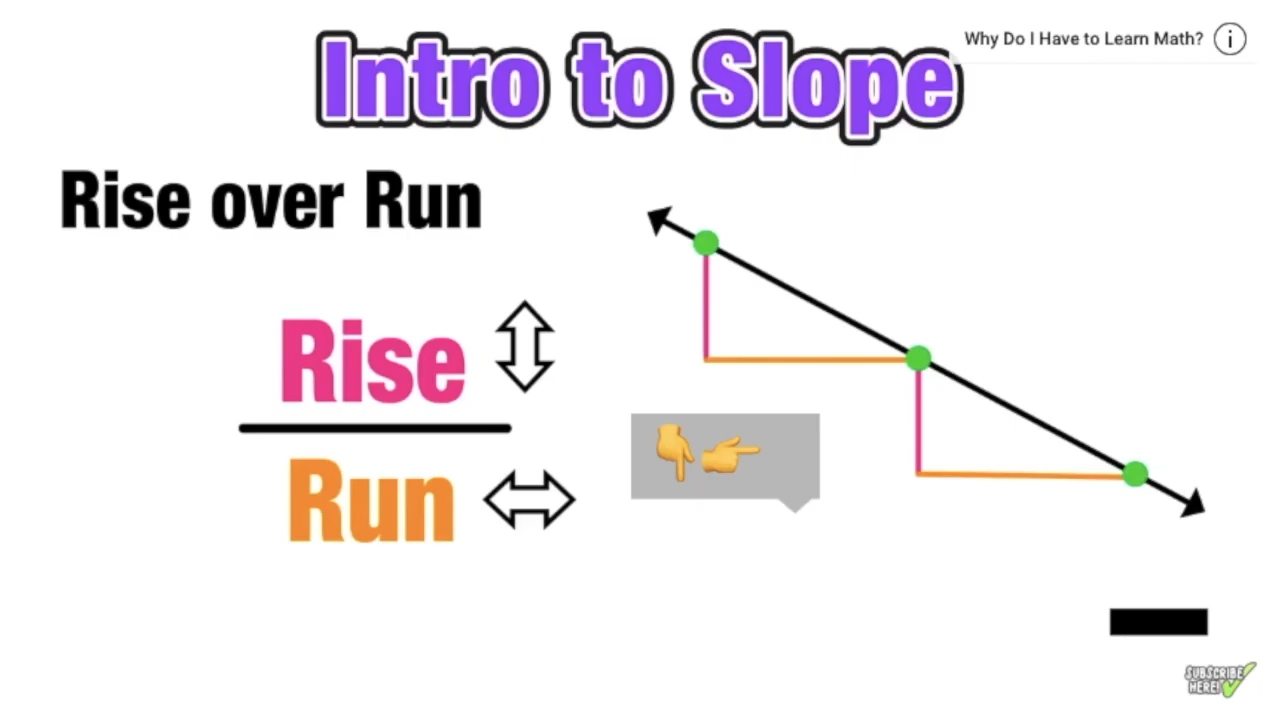 Intro to Slope
Why Do I Have to Learn Math? i
Rise over Run
Rise
Run
SUBSCRIBE
HERE!